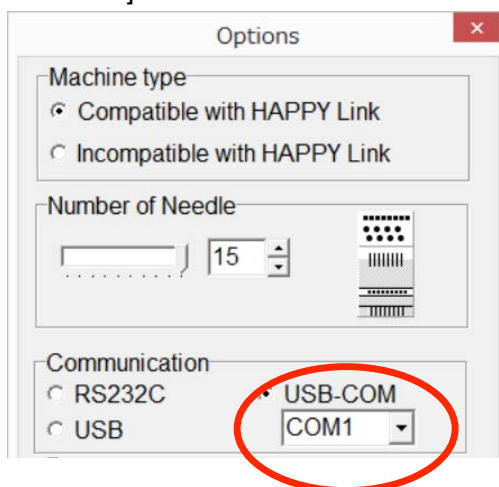 ]
Options
×
Machine type
Compatible with HAPPY Link
Incompatible with HAPPY Link
Number of Needle
15
Communication
RS232C
USB-COM
USB
COM1